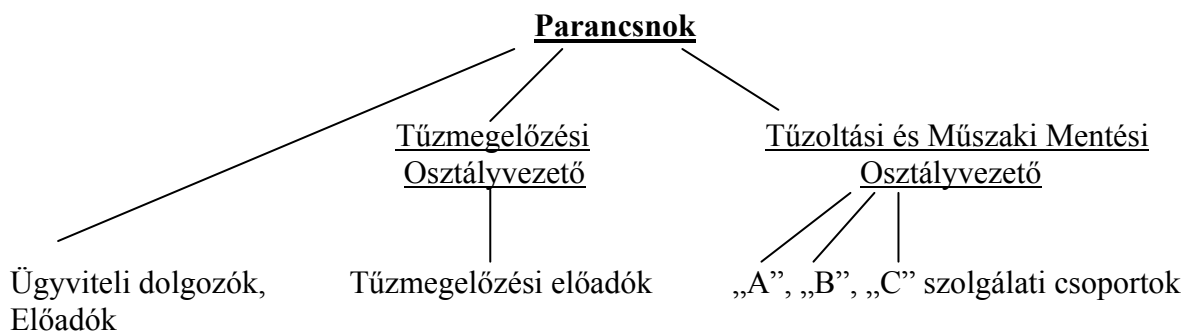 Parancsnok
Tűzmegelőzési
Osztályvezető
Tűzoltási és Műszaki Mentési
Osztályvezető
Ügyviteli dolgozók,
Előadók
Tűzmegelőzési előadók
„A”, „B”, „C” szolgálati csoportok